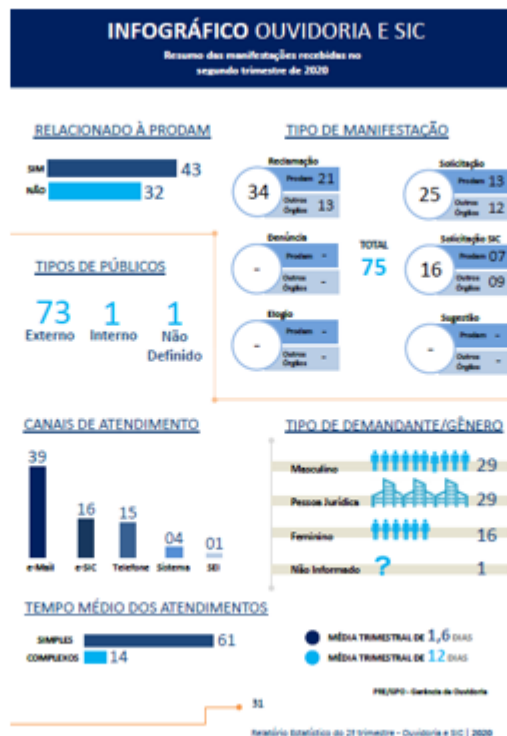 INFOGRÁFICO OUVIDORIA E SIC
Resumo das manifestações recebidas no
segundo trimestre de 2020
RELACIONADO À PRODAM
SIM 43
NÃO 32
TIPOS DE PÚBLICOS
73 1 1
Externo Interno Não
Definido
TIPO DE MANIFESTAÇÃO
Reclamação
34
Prodam 21
Outros
Órgãos 13
Solicitação
25
Prodam 13
Outros
Órgãos 12
Denúncia
-
Prodam -
Outros
Órgãos -
TOTAL
75
Solicitação SIC
16
Prodam 07
Outros
Órgãos 09
Elogio
-
Prodam -
Outros
Órgãos -
Sugestão
-
Prodam -
Outros
Órgãos -
CANAIS DE ATENDIMENTO
39 16 15 04 01
e-Mail e-SIC Telefone Sistema SEI
TIPO DE DEMANDANTE/GÊNERO
Masculino 29
Pessoa Jurídica 29
Feminino 16
Não Informado ? 1
TEMPO MÉDIO DOS ATENDIMENTOS
SIMPLES 61
COMPLEXOS 14
MÉDIA TRIMESTRAL DE 1,6 DIAS
MÉDIA TRIMESTRAL DE 12 DIAS
PRE/GPO - Gerência da Ouvidoria
31
Relatório Estatístico do 2º trimestre - Ouvidoria e SIC | 2020